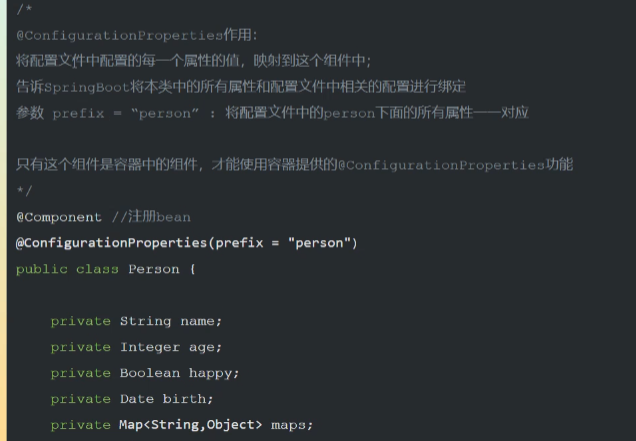 /*
@ConfigurationProperties作用：
将配置文件中配置的每一个属性的值，映射到这个组件中；
告诉SpringBoot将本类中的所有属性和配置文件中相关的配置进行绑定
参数 prefix = “person” : 将配置文件中的person下面的所有属性一一对应
只有这个组件是容器中的组件，才能使用容器提供的@ConfigurationProperties功能
*/
@Component //注册bean
@ConfigurationProperties(prefix = "person")
public class Person {
private String name;
private Integer age;
private Boolean happy;
private Date birth;
private Map<String,Object> maps;